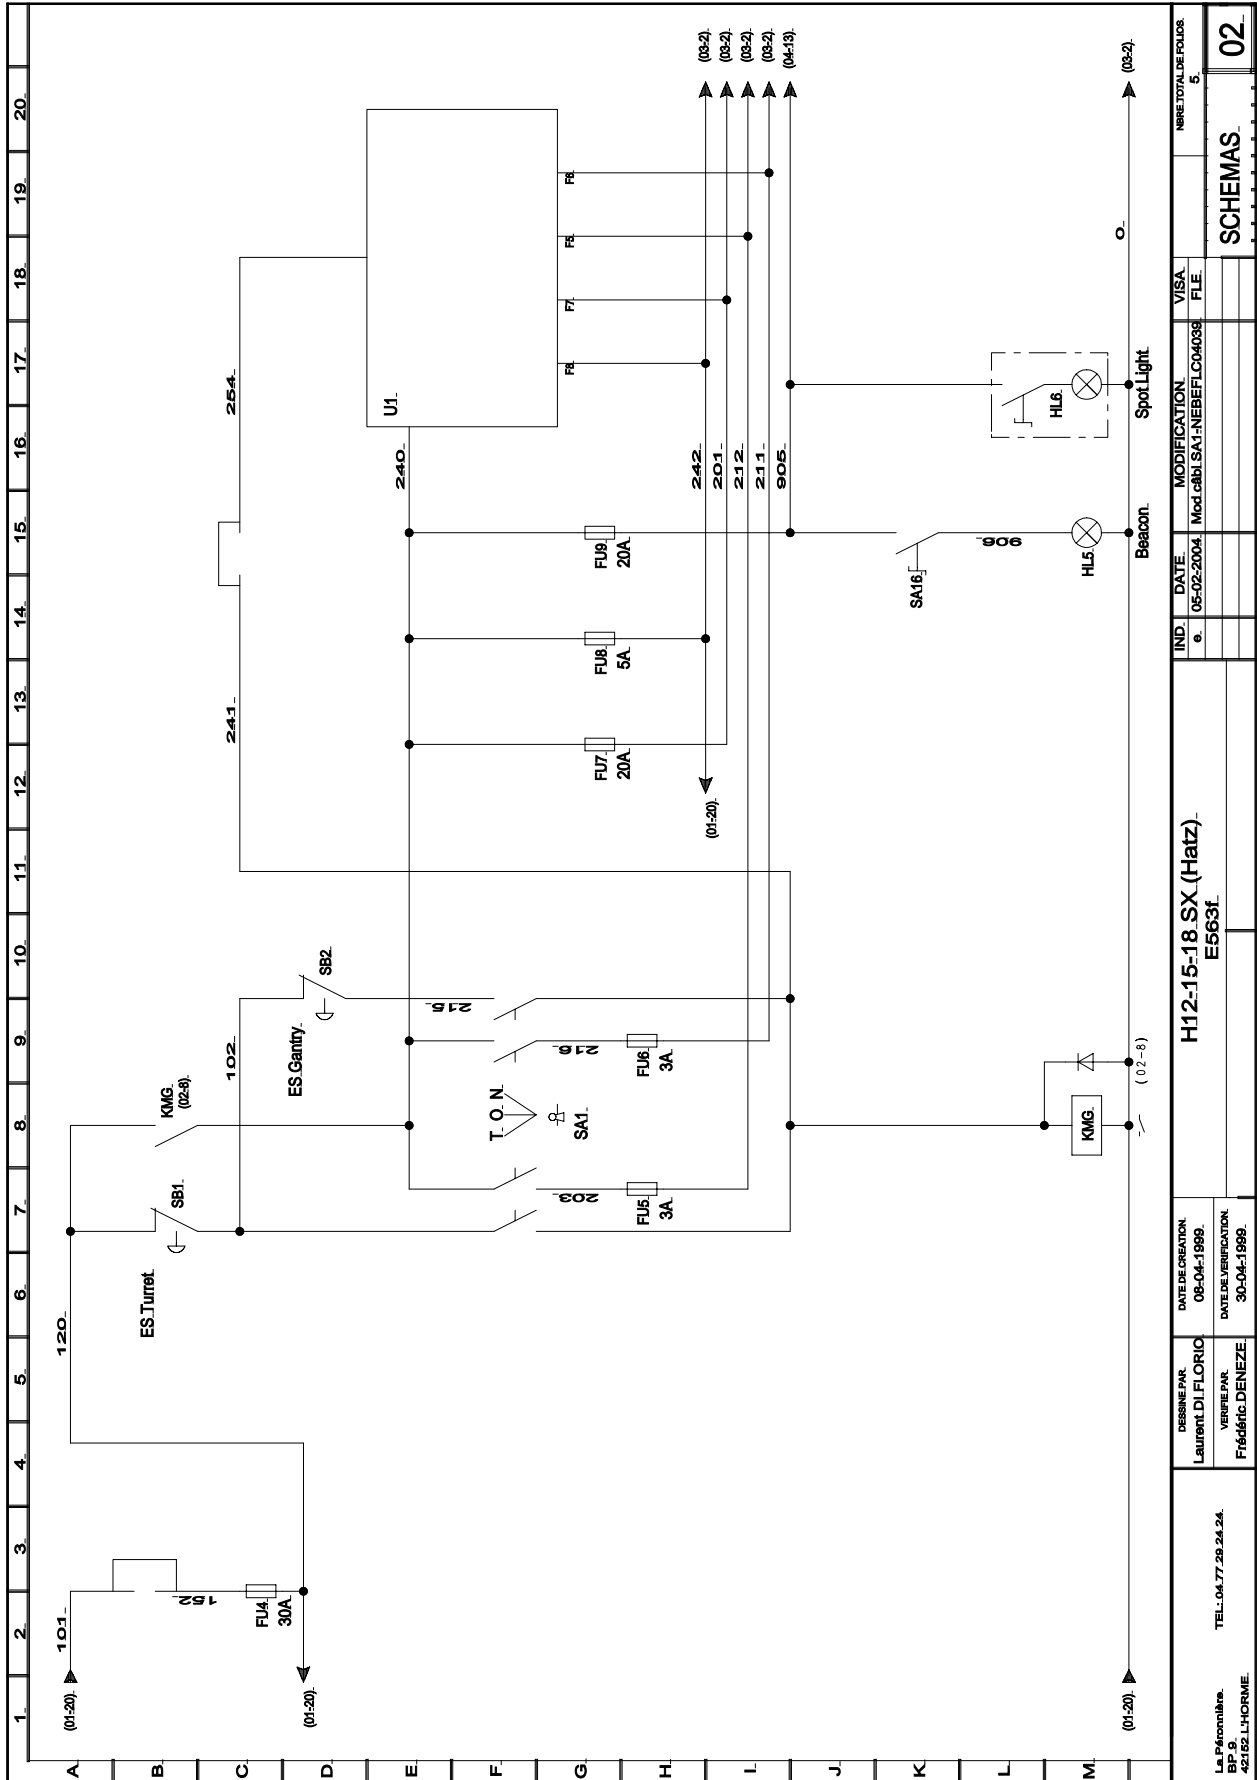 1 2 3 4 5 6 7 8 9 10 11 12 13 14 15 16 17 18 19 20
A
B
C
D
E
F
G
H
I
J
K
L
M
(01-20)
101
152
FU4
30A
(01-20)
120
ES Turret
SB1
KMG
(02-8)
102
ES Gantry
SB2
215
216
203
T O N
SA1
FU5
3A
FU6
3A
KMG
(02-8)
241
254
U1
240
F8
F7
F5
F6
FU7
20A
FU8
5A
FU9
20A
(01-20)
242
201
212
211
905
(03-2)
(03-2)
(03-2)
(03-2)
(04-13)
SA16
906
HL5
Beacon
HL6
Spot Light
(01-20)
0
(03-2)
La Péronnière
BP 9
42152 L'HORME
TEL: 04.77.29.24.24
DESSINE PAR
Laurent DI FLORIO
VERIFIE PAR
Frédéric DENEZE
DATE DE CREATION
08-04-1999
DATE DE VERIFICATION
30-04-1999
H12-15-18 SX (Hatz)
E563f
IND
DATE
MODIFICATION
VISA
e
05-02-2004
Mod câbl SA1-NEBEFLC04039
FLE
NBRE TOTAL DE FOLIOS
5
SCHEMAS
02